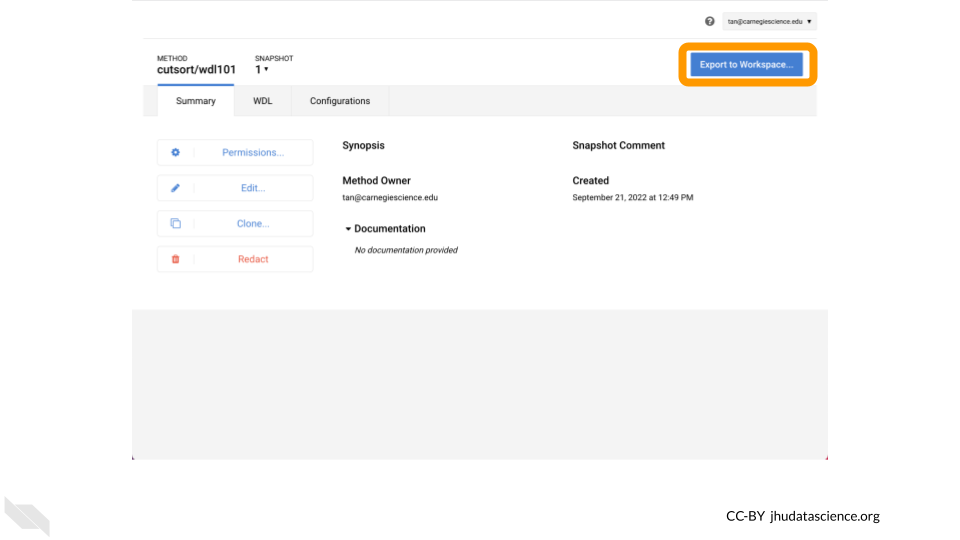 tan@carnegiescience.edu
METHOD SNAPSHOT
cutsort/wdl101 1
Export to Workspace...
Summary WDL Configurations
Permissions...
Edit...
Clone...
Redact
Synopsis
Snapshot Comment
Method Owner
tan@carnegiescience.edu
Created
September 21, 2022 at 12:49 PM
Documentation
No documentation provided
CC-BY jhudatascience.org